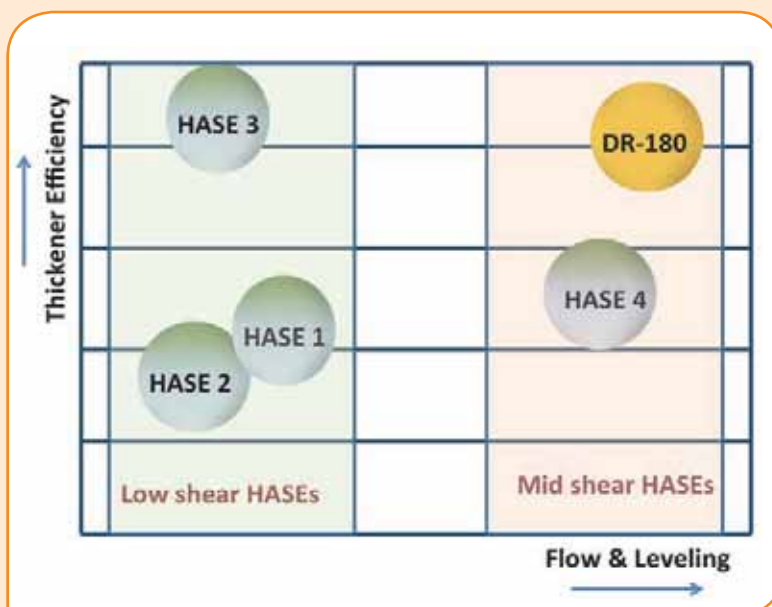 Thickener Efficiency
HASE 3
DR-180
HASE 4
HASE 1
HASE 2
Low shear HASEs
Mid shear HASEs
Flow & Leveling